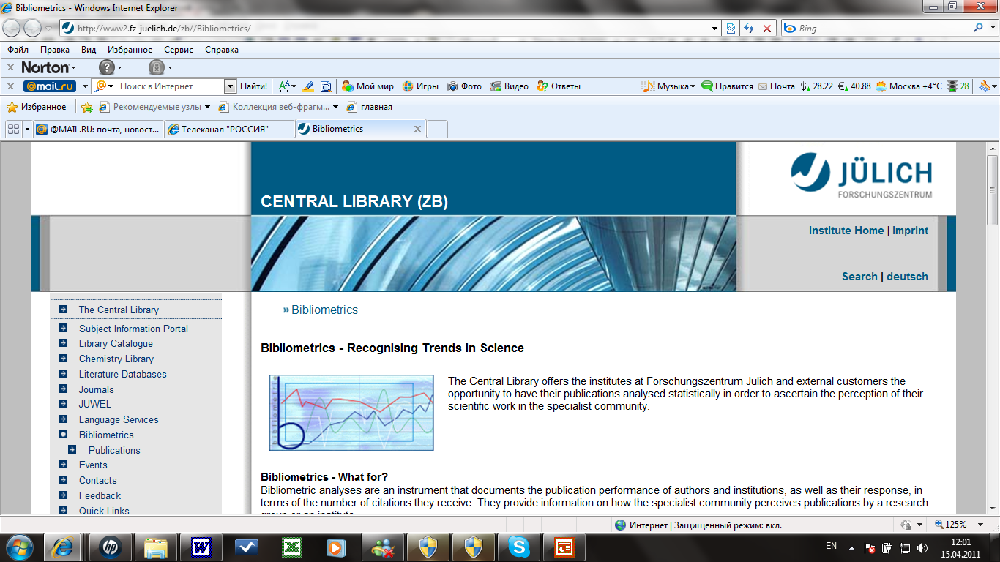 Bibliometrics - Windows Internet Explorer
http://www2.fz-juelich.de/zb//Bibliometrics/
Bing
Файл Правка Вид Избранное Сервис Справка
x Norton
x @mail.ru Поиск в Интернет Найти! Мой мир Игры Фото Видео Ответы Музыка Нравится Почта $ 28.22 € 40.88 Москва +4°C 28
Избранное Рекомендуемые узлы Коллекция веб-фрагм... главная
@MAIL.RU: почта, новост... Телеканал "РОССИЯ" Bibliometrics x
CENTRAL LIBRARY (ZB)
JÜLICH
FORSCHUNGSZENTRUM
Institute Home | Imprint
Search | deutsch
The Central Library
Subject Information Portal
Library Catalogue
Chemistry Library
Literature Databases
Journals
JUWEL
Language Services
Bibliometrics
Publications
Events
Contacts
Feedback
Quick Links
» Bibliometrics
Bibliometrics - Recognising Trends in Science
The Central Library offers the institutes at Forschungszentrum Jülich and external customers the
opportunity to have their publications analysed statistically in order to ascertain the perception of their
scientific work in the specialist community.
Bibliometrics - What for?
Bibliometric analyses are an instrument that documents the publication performance of authors and institutions, as well as their response, in
terms of the number of citations they receive. They provide information on how the specialist community perceives publications by a research
group or an institute.
Интернет | Защищенный режим: вкл. 125%
EN
12:01
15.04.2011